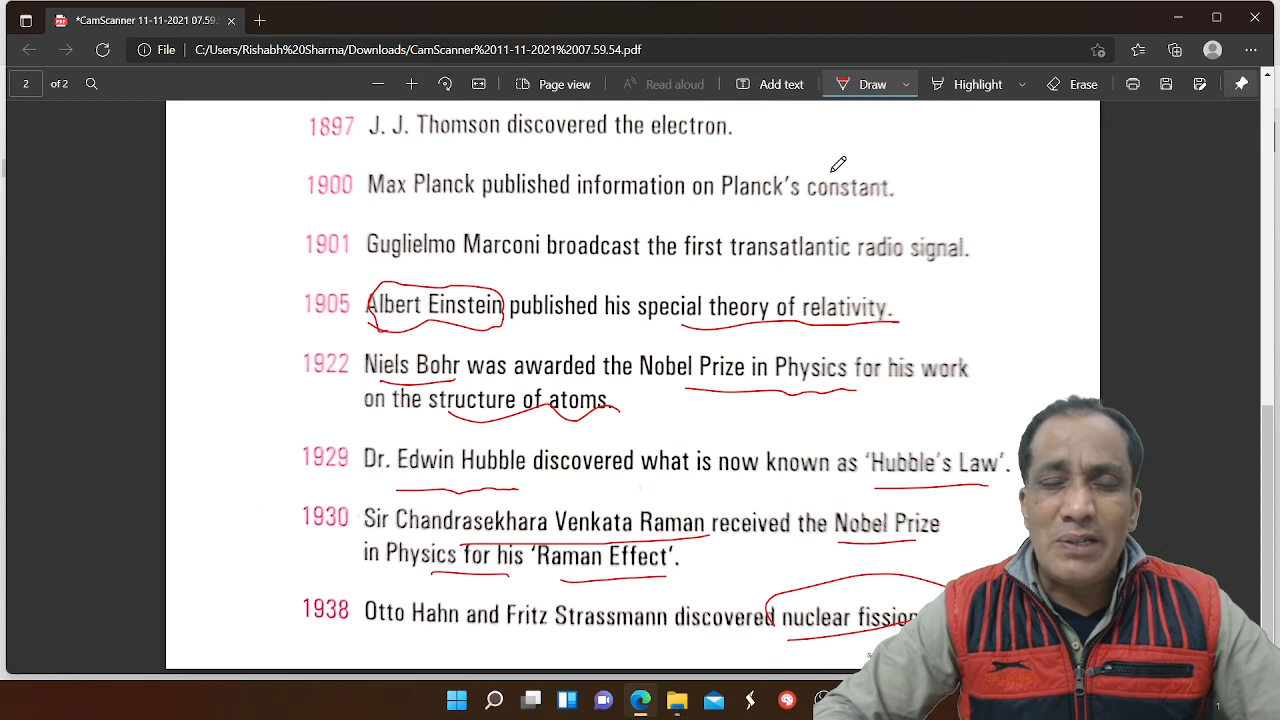 *CamScanner 11-11-2021 07.59.5
File C:/Users/Rishabh%20Sharma/Downloads/CamScanner%2011-11-2021%2007.59.54.pdf
2 of 2 Page view Read aloud Add text Draw Highlight Erase
1897 J. J. Thomson discovered the electron.
1900 Max Planck published information on Planck's constant.
1901 Guglielmo Marconi broadcast the first transatlantic radio signal.
1905 Albert Einstein published his special theory of relativity.
1922 Niels Bohr was awarded the Nobel Prize in Physics for his work
on the structure of atoms.
1929 Dr. Edwin Hubble discovered what is now known as 'Hubble's Law'.
1930 Sir Chandrasekhara Venkata Raman received the Nobel Prize
in Physics for his 'Raman Effect'.
1938 Otto Hahn and Fritz Strassmann discovered nuclear fission